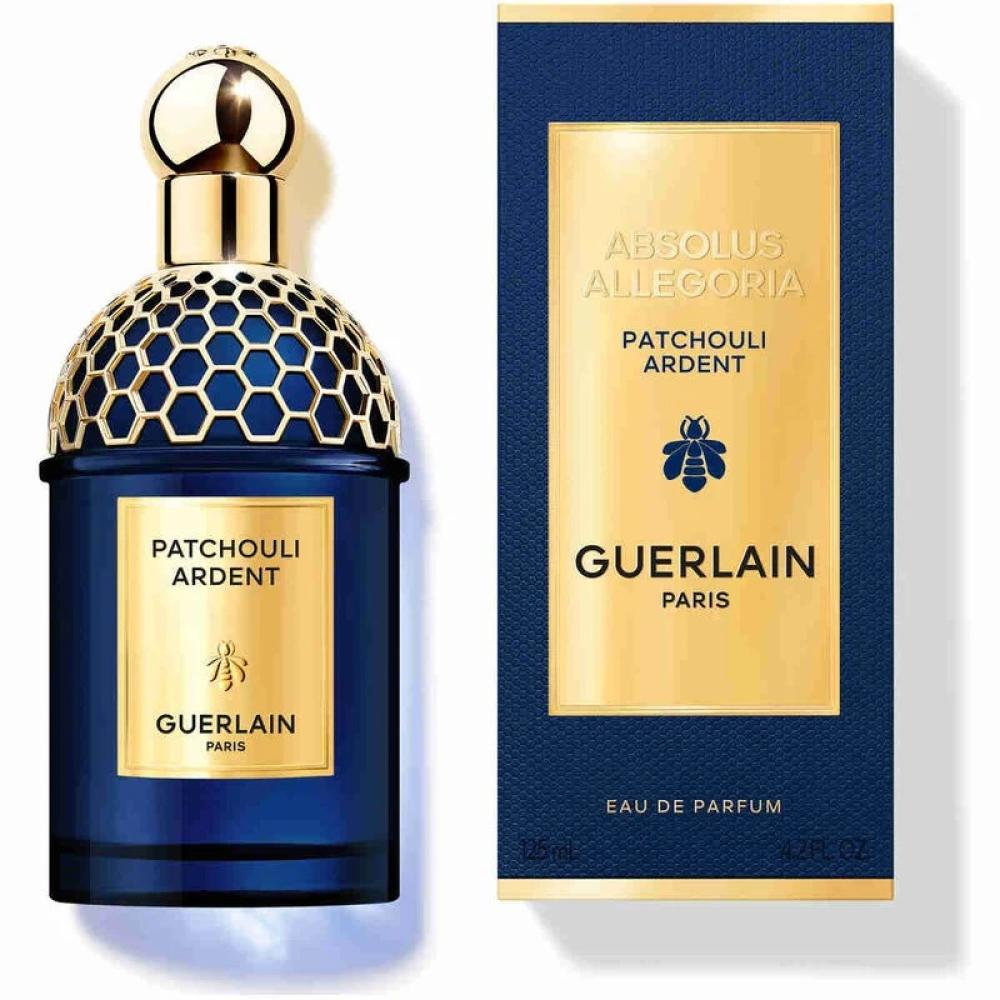 PATCHOULI
ARDENT
GUERLAIN
PARIS
ABSOLUS
ALLEGORIA
PATCHOULI
ARDENT
GUERLAIN
PARIS
EAU DE PARFUM
125 mL
4.2 FL. OZ.